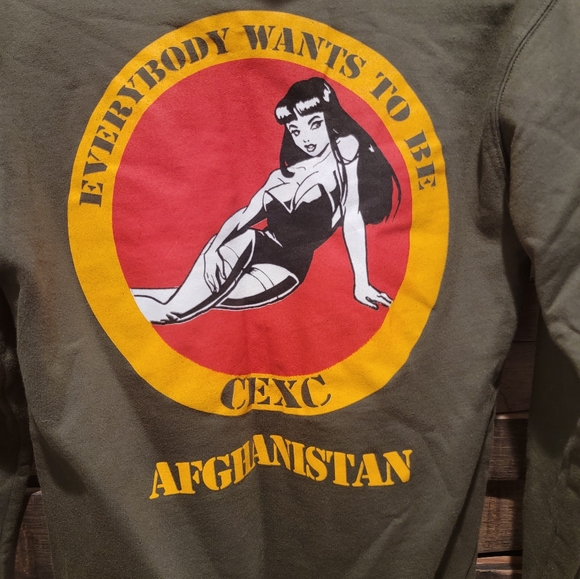 EVERYBODY WANTS TO BE
CEXC
AFGHANISTAN